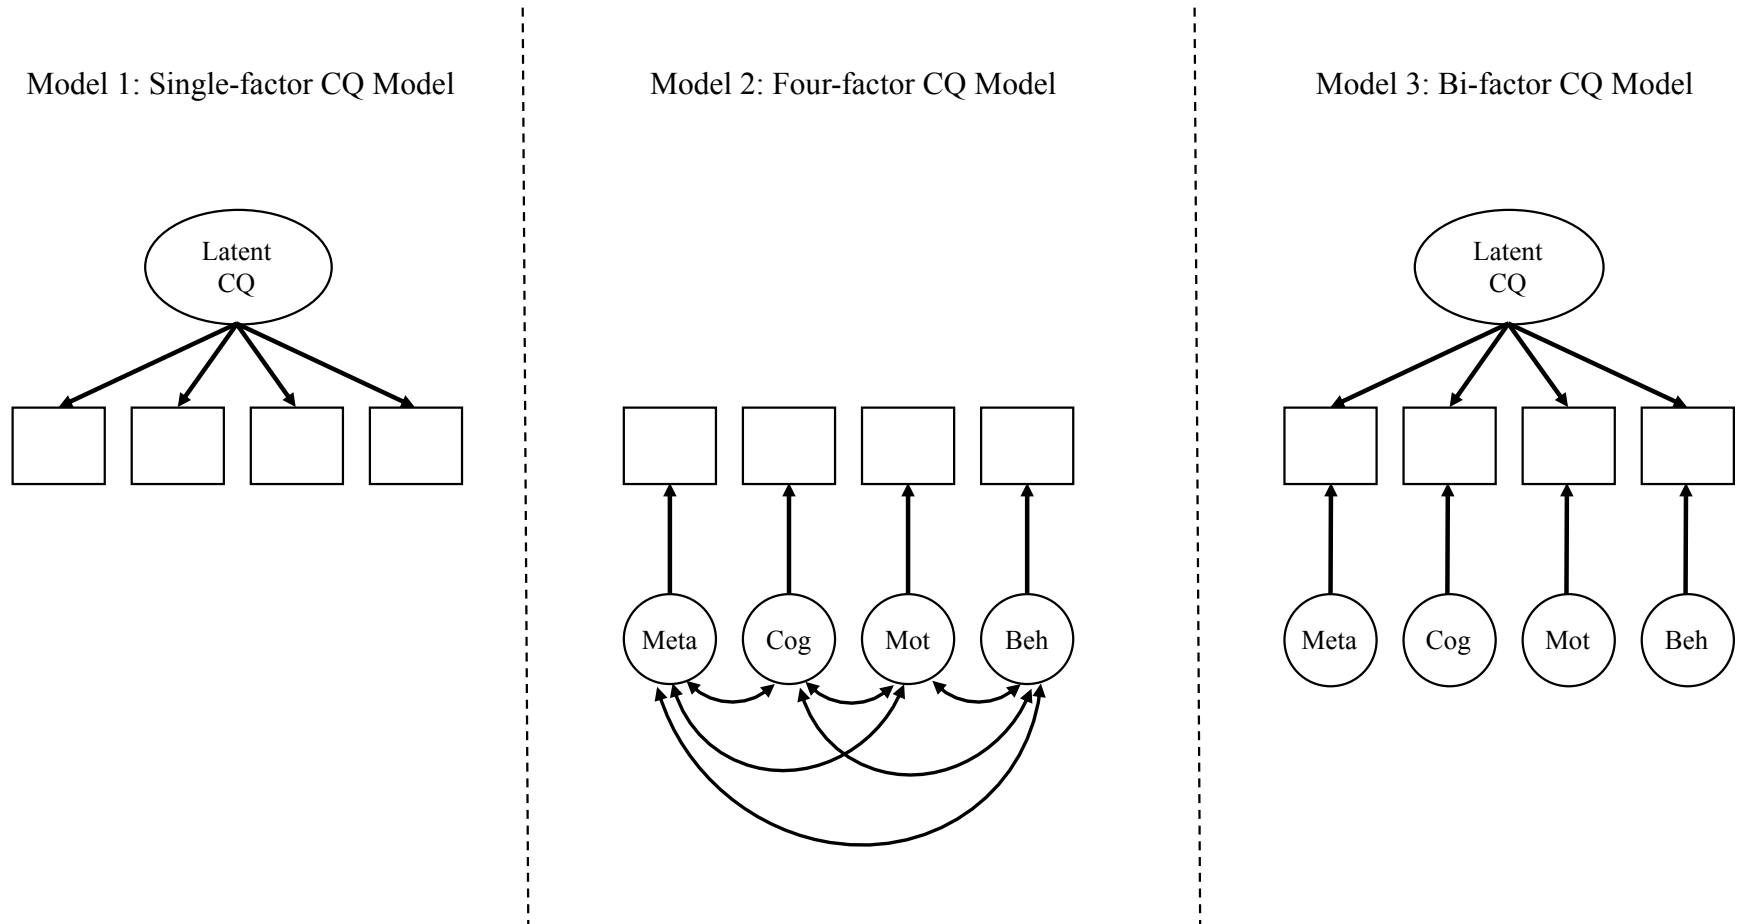 Model 1: Single-factor CQ Model
Latent
CQ
Model 2: Four-factor CQ Model
Meta
Cog
Mot
Beh
Model 3: Bi-factor CQ Model
Latent
CQ
Meta
Cog
Mot
Beh